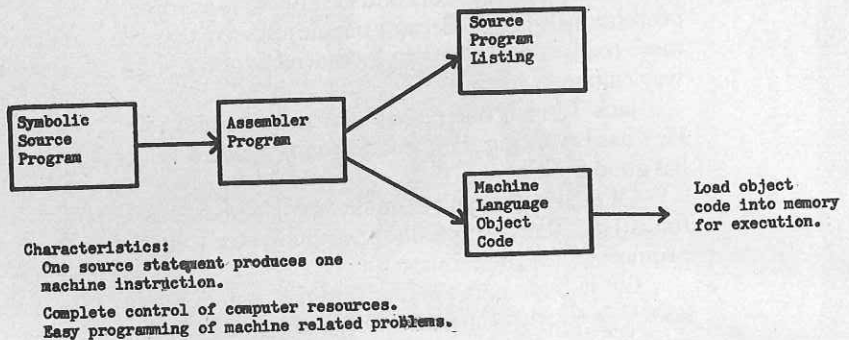 Source
Program
Listing
Symbolic
Source
Program
Assembler
Program
Machine
Language
Object
Code
Load object
code into memory
for execution.
Characteristics:
One source statement produces one
machine instruction.
Complete control of computer resources.
Easy programming of machine related problems.